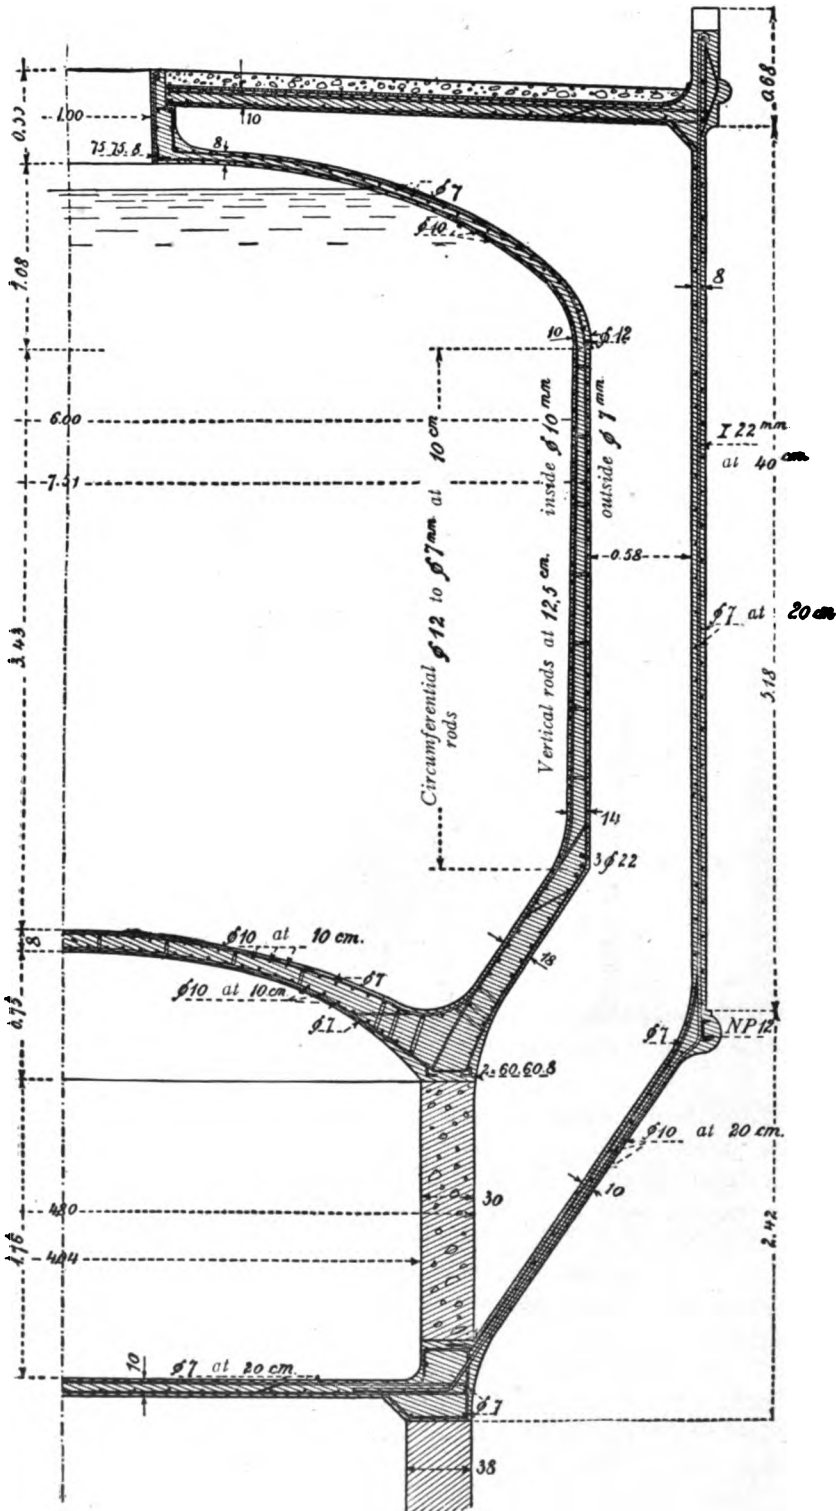 0.68
1.00
10
75.75.8
8
ϕ7
ϕ10
1.08
8
10
ϕ12
6.00
I 22 mm
at 40 cm
7.51
Circumferential ϕ12 to ϕ7 mm at 10 cm
rods
Vertical rods at 12,5 cm. inside ϕ10 mm
outside ϕ 7 mm.
0.58
ϕ7 at 20 cm
3.43
5.18
14
3ϕ22
ϕ10 at 10 cm.
8
18
ϕ7
ϕ10 at 10 cm
0.75
ϕ7
ϕ7
NP12
2·60.60.8
ϕ10 at 20 cm.
10
30
4.80
1.76
2.42
4.04
10
ϕ7 at 20 cm.
ϕ7
38